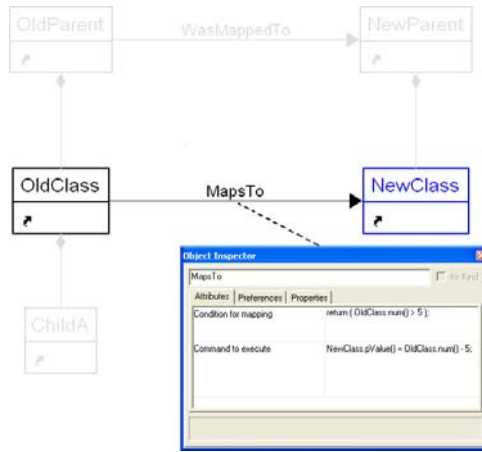 OldParent
WasMappedTo
NewParent
OldClass
MapsTo
NewClass
ChildA
Object Inspector
MapsTo
As Kind
Attributes Preferences Properties
Condition for mapping
return ( OldClass.num() > 5 );
Command to execute
NewClass.pValue() = OldClass.num() - 5;